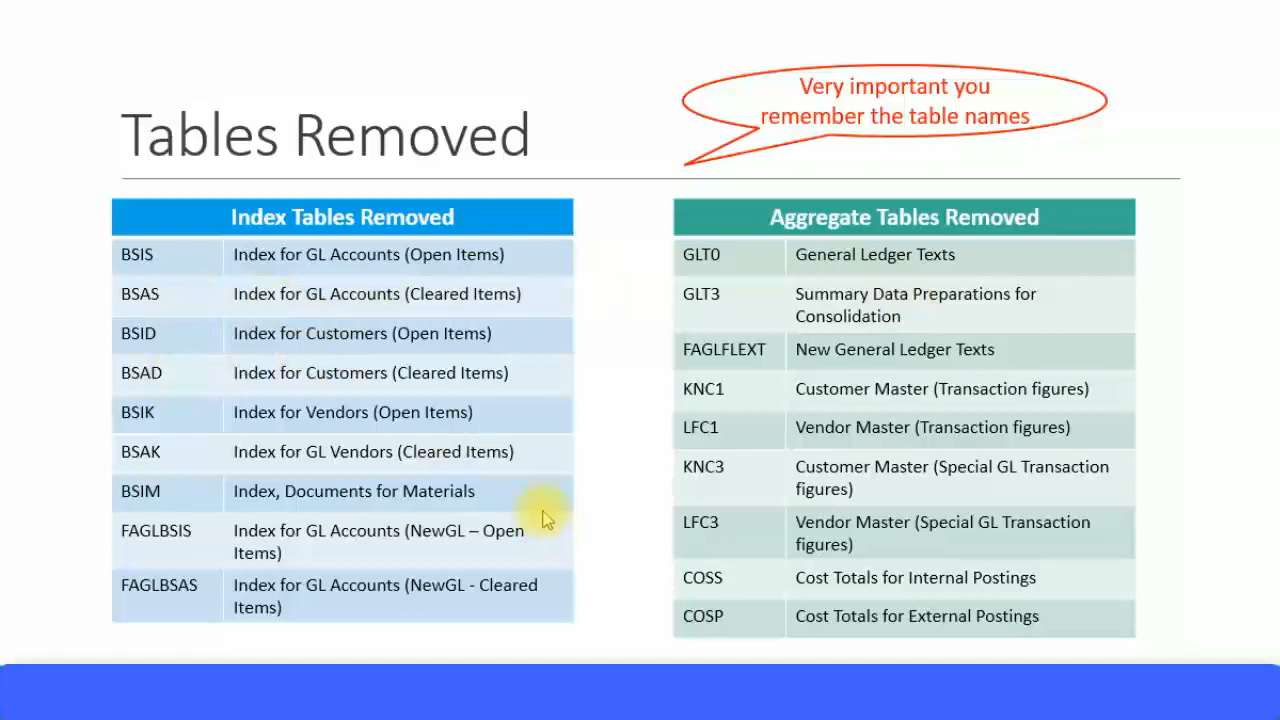 Very important you
remember the table names
Tables Removed
Index Tables Removed
BSIS Index for GL Accounts (Open Items)
BSAS Index for GL Accounts (Cleared Items)
BSID Index for Customers (Open Items)
BSAD Index for Customers (Cleared Items)
BSIK Index for Vendors (Open Items)
BSAK Index for GL Vendors (Cleared Items)
BSIM Index, Documents for Materials
FAGLBSIS Index for GL Accounts (NewGL – Open
Items)
FAGLBSAS Index for GL Accounts (NewGL - Cleared
Items)
Aggregate Tables Removed
GLT0 General Ledger Texts
GLT3 Summary Data Preparations for
Consolidation
FAGLFLEXT New General Ledger Texts
KNC1 Customer Master (Transaction figures)
LFC1 Vendor Master (Transaction figures)
KNC3 Customer Master (Special GL Transaction
figures)
LFC3 Vendor Master (Special GL Transaction
figures)
COSS Cost Totals for Internal Postings
COSP Cost Totals for External Postings